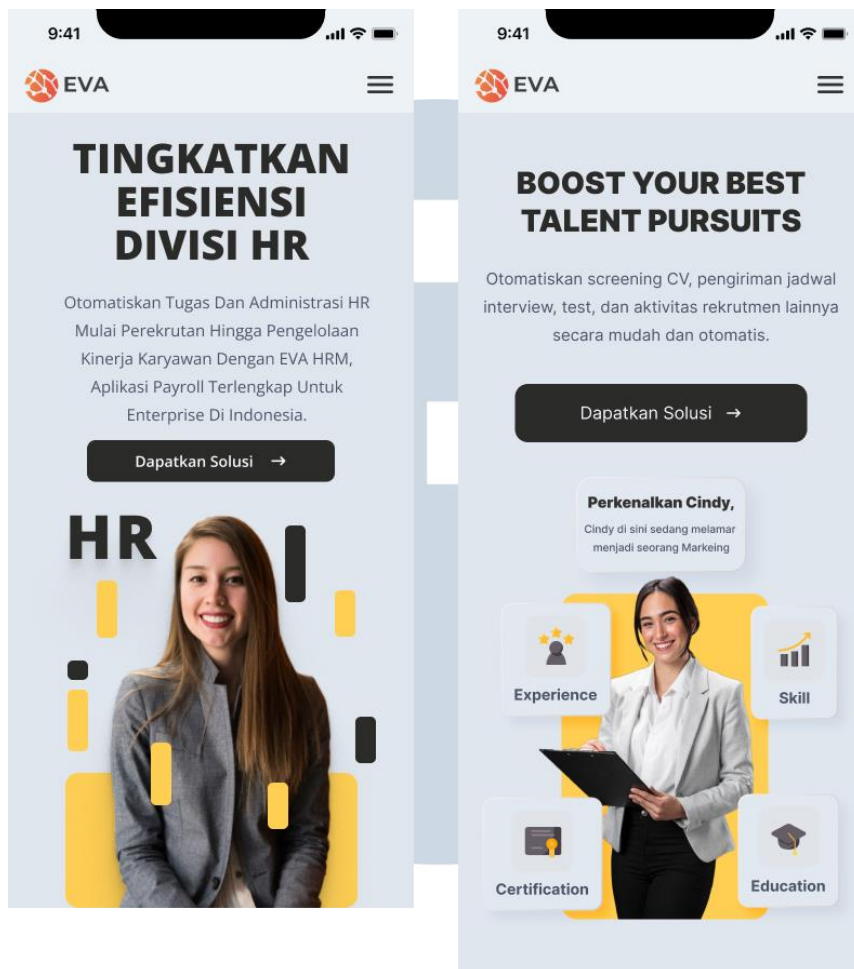 9:41
EVA
TINGKATKAN
EFISIENSI
DIVISI HR
Otomatiskan Tugas Dan Administrasi HR
Mulai Perekrutan Hingga Pengelolaan
Kinerja Karyawan Dengan EVA HRM,
Aplikasi Payroll Terlengkap Untuk
Enterprise Di Indonesia.
Dapatkan Solusi →
HR
9:41
EVA
BOOST YOUR BEST
TALENT PURSUITS
Otomatiskan screening CV, pengiriman jadwal
interview, test, dan aktivitas rekrutmen lainnya
secara mudah dan otomatis.
Dapatkan Solusi →
Perkenalkan Cindy,
Cindy di sini sedang melamar
menjadi seorang Markeing
Experience
Skill
Certification
Education